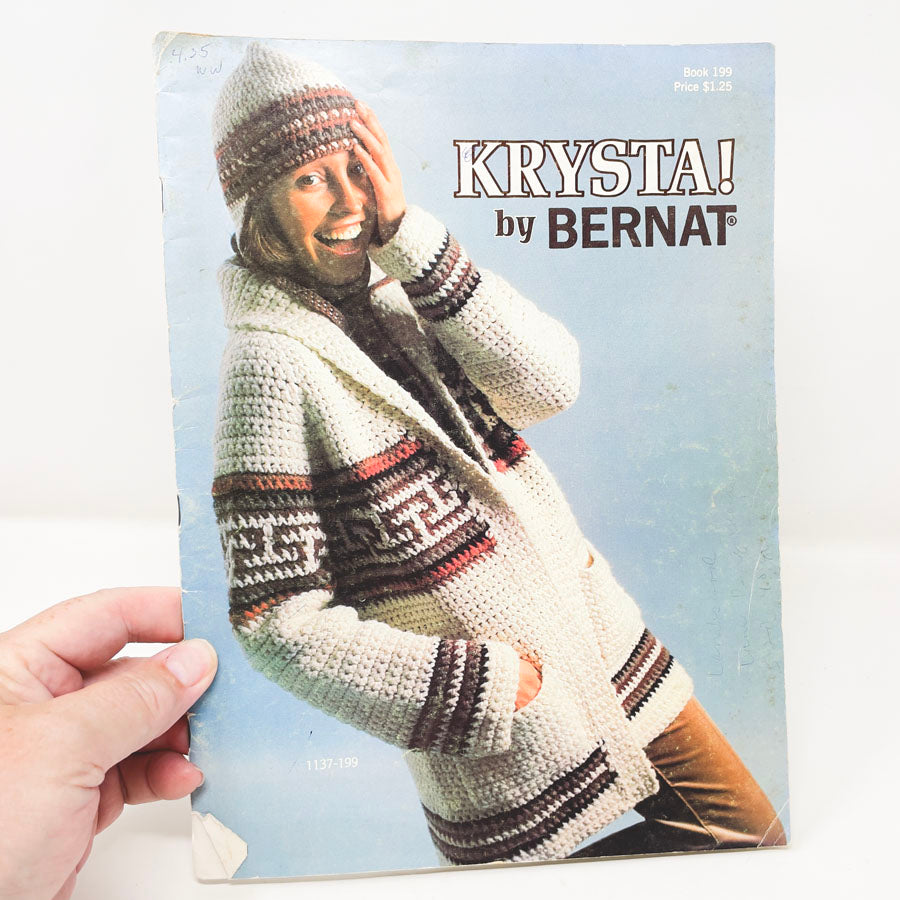 4.25
WW
Book 199
Price $1.25
KRYSTA!
by BERNAT®
1137-199